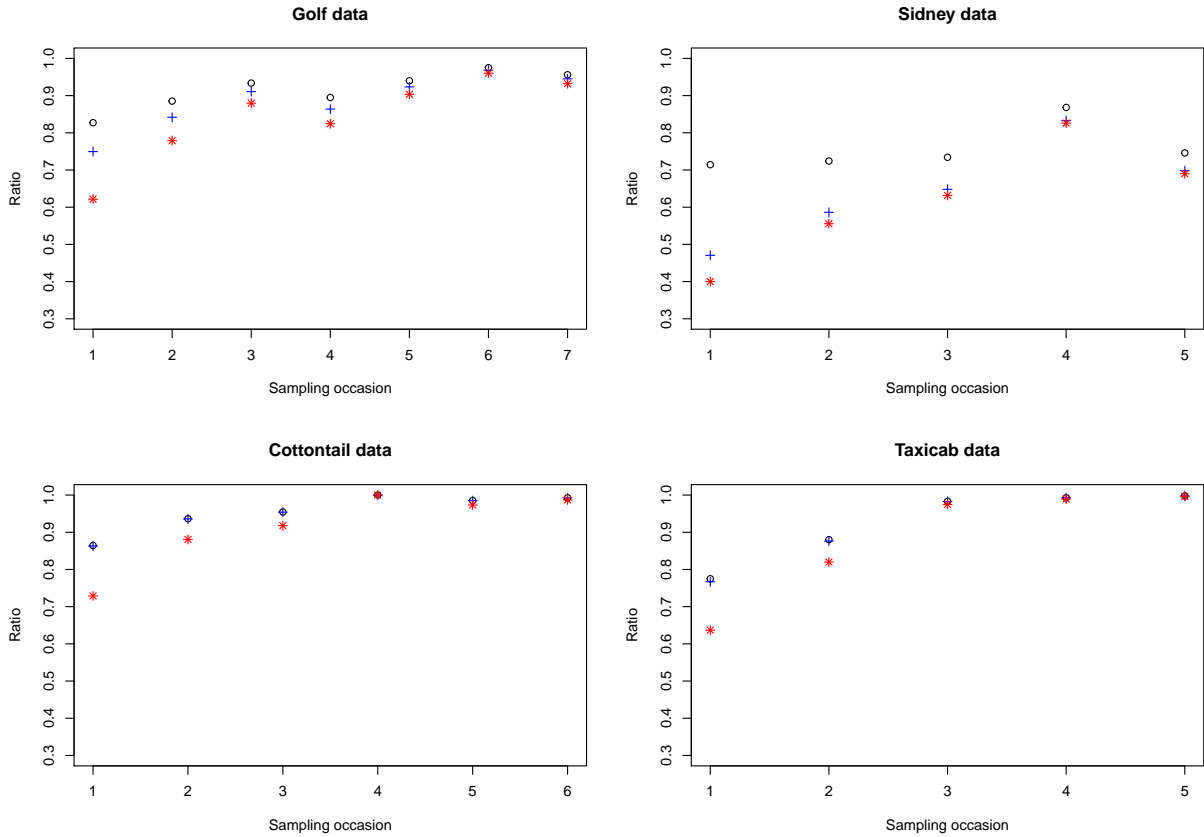 Golf data
Ratio
1.0
0.9
0.8
0.7
0.6
0.5
0.4
0.3
1 2 3 4 5 6 7
Sampling occasion
Sidney data
Ratio
1.0
0.9
0.8
0.7
0.6
0.5
0.4
0.3
1 2 3 4 5
Sampling occasion
Cottontail data
Ratio
1.0
0.9
0.8
0.7
0.6
0.5
0.4
0.3
1 2 3 4 5 6
Sampling occasion
Taxicab data
Ratio
1.0
0.9
0.8
0.7
0.6
0.5
0.4
0.3
1 2 3 4 5
Sampling occasion